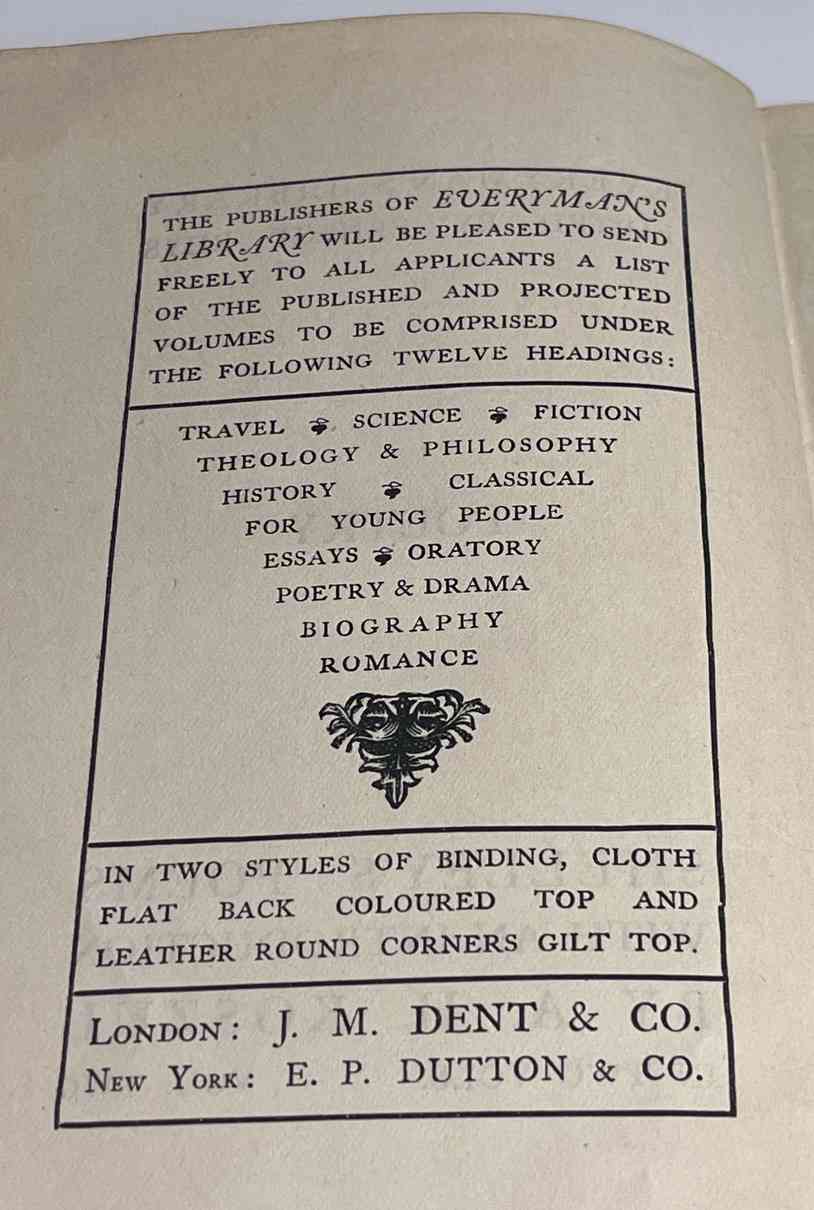 THE PUBLISHERS OF EVERYMAN'S
LIBRARY WILL BE PLEASED TO SEND
FREELY TO ALL APPLICANTS A LIST
OF THE PUBLISHED AND PROJECTED
VOLUMES TO BE COMPRISED UNDER
THE FOLLOWING TWELVE HEADINGS:
TRAVEL SCIENCE FICTION
THEOLOGY & PHILOSOPHY
HISTORY CLASSICAL
FOR YOUNG PEOPLE
ESSAYS ORATORY
POETRY & DRAMA
BIOGRAPHY
ROMANCE
IN TWO STYLES OF BINDING, CLOTH
FLAT BACK COLOURED TOP AND
LEATHER ROUND CORNERS GILT TOP.
LONDON: J. M. DENT & CO.
NEW YORK: E. P. DUTTON & CO.